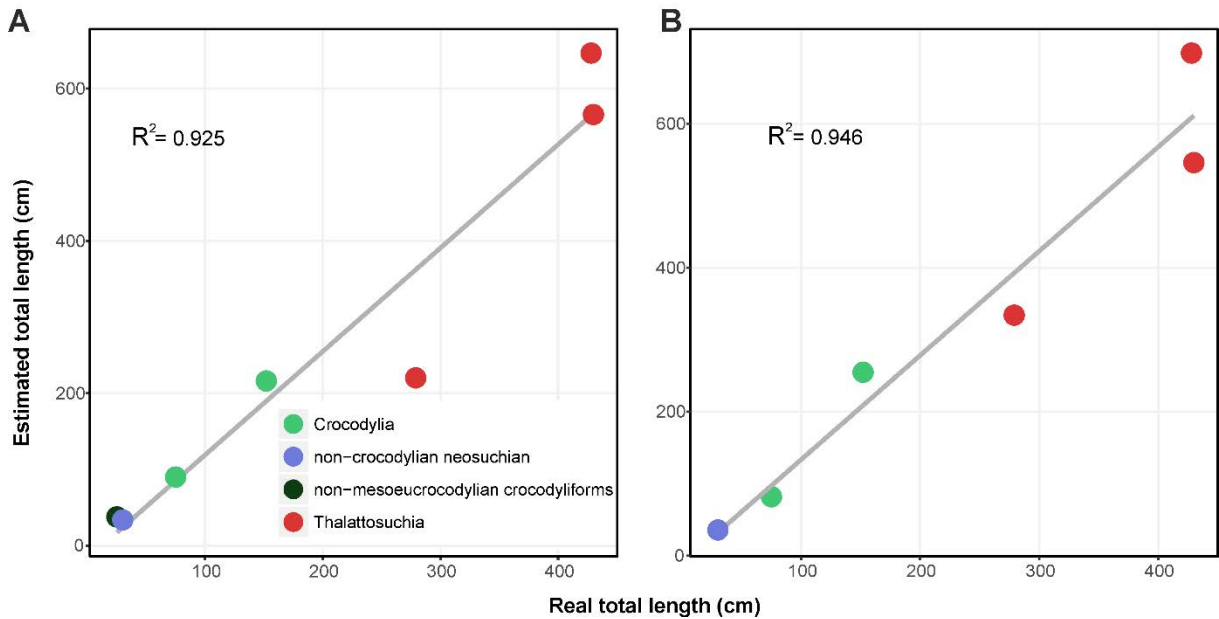 A
B
R²= 0.925
R²= 0.946
Estimated total length (cm)
600
400
200
0
600
400
200
0
Crocodylia
non-crocodylian neosuchian
non-mesoeucrocodylian crocodyliforms
Thalattosuchia
100 200 300 400
100 200 300 400
Real total length (cm)